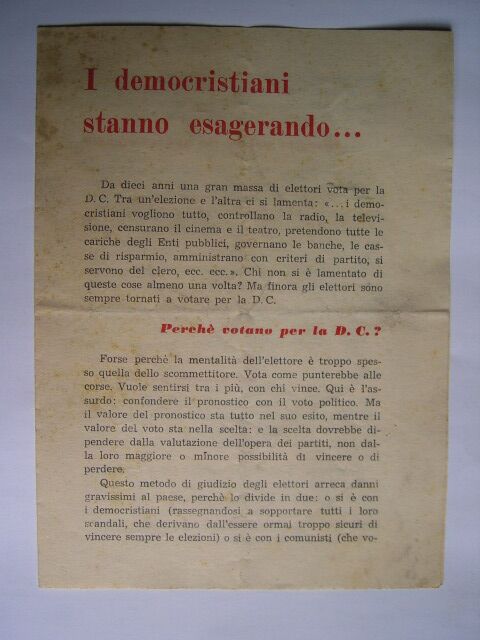 I democristiani
stanno esagerando...
Da dieci anni una gran massa di elettori vota per la
D. C. Tra un'elezione e l'altra ci si lamenta: «...i demo-
cristiani vogliono tutto, controllano la radio, la televi-
sione, censurano il cinema e il teatro, pretendono tutte le
cariche degli Enti pubblici, governano le banche, le cas-
se di risparmio, amministrano con criteri di partito, si
servono del clero, ecc. ecc.». Chi non si è lamentato di
queste cose almeno una volta? Ma finora gli elettori sono
sempre tornati a votare per la D. C.
Perchè votano per la D. C. ?
Forse perchè la mentalità dell'elettore è troppo spes-
so quella dello scommettitore. Vota come punterebbe alle
corse. Vuole sentirsi tra i più, con chi vince. Qui è l'as-
surdo: confondere il pronostico con il voto politico. Ma
il valore del pronostico sta tutto nel suo esito, mentre il
valore del voto sta nella scelta: e la scelta dovrebbe di-
pendere dalla valutazione dell'opera dei partiti, non dal-
la loro maggiore o minore possibilità di vincere o di
perdere.
Questo metodo di giudizio degli elettori arreca danni
gravissimi al paese, perchè lo divide in due: o si è con
i democristiani (rassegnandosi a sopportare tutti i loro
scandali, che derivano dall'essere ormai troppo sicuri di
vincere sempre le elezioni) o si è con i comunisti (che vo-